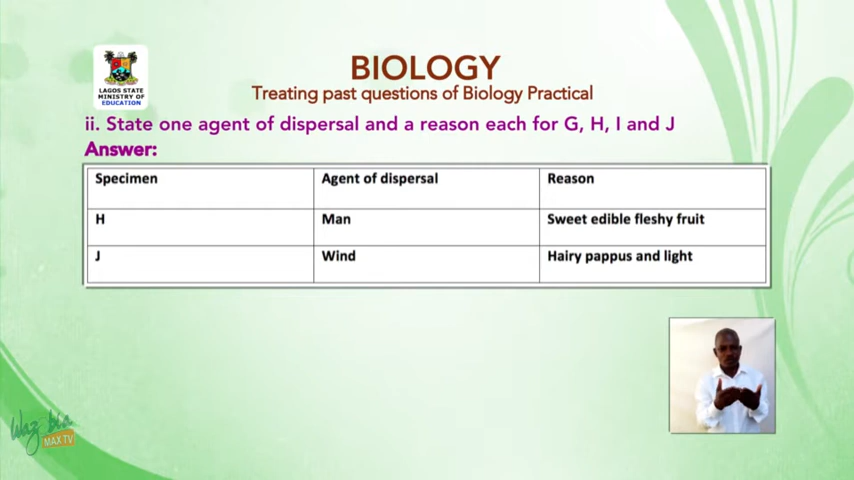 LAGOS STATE
MINISTRY OF
EDUCATION
BIOLOGY
Treating past questions of Biology Practical
ii. State one agent of dispersal and a reason each for G, H, I and J
Answer:
Specimen Agent of dispersal Reason
H Man Sweet edible fleshy fruit
J Wind Hairy pappus and light
Wazobia
MAX TV